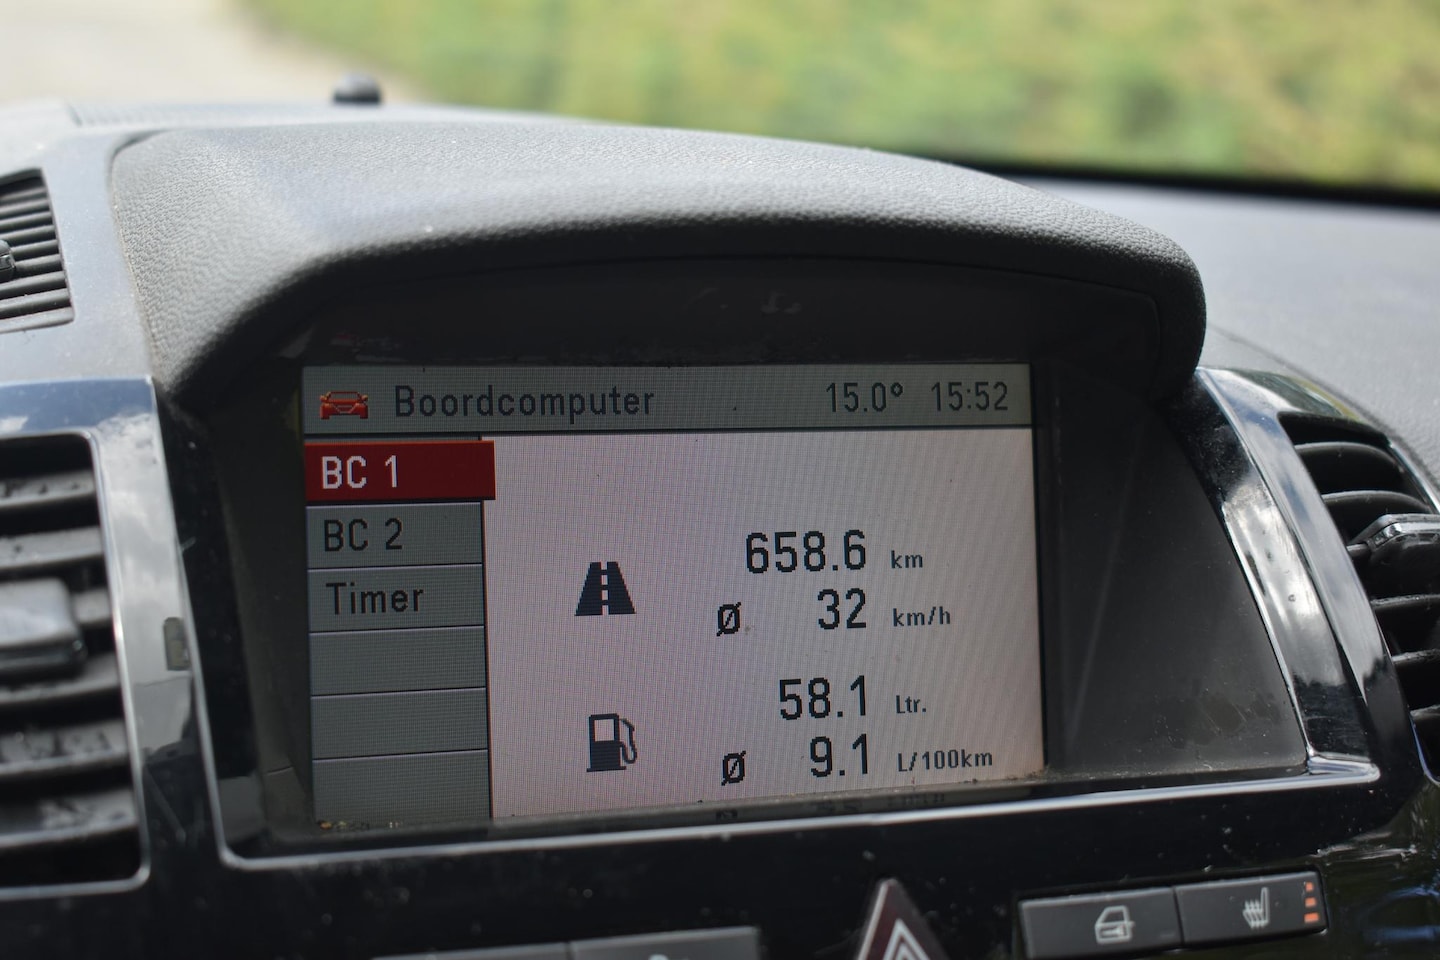 Boordcomputer 15.0° 15:52
BC 1
BC 2
Timer
658.6 km
Ø 32 km/h
58.1 Ltr.
Ø 9.1 L/100km